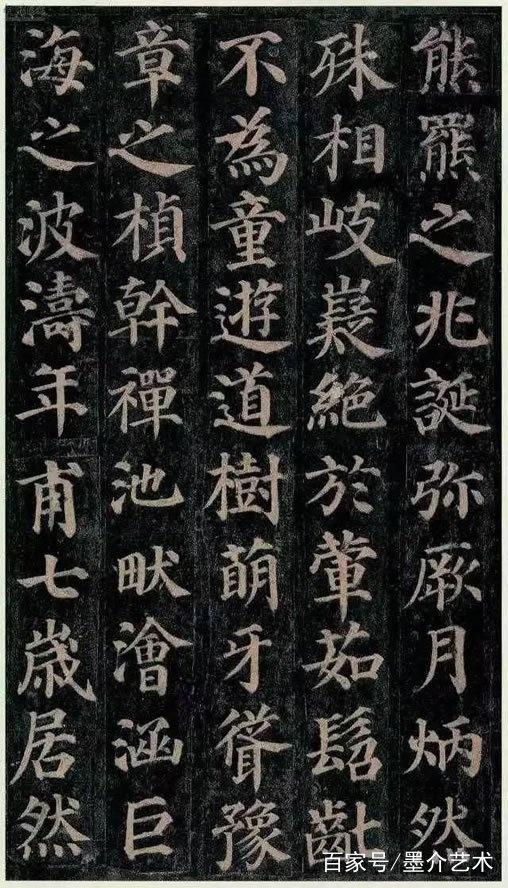 熊羆之兆誕弥厥月炳然
殊相岐嶷絕於葷茹髫齔
不為童遊道樹萌牙聳豫
章之楨幹禪池畎澮涵巨
海之波濤年甫七歲居然
百家号/墨介艺术